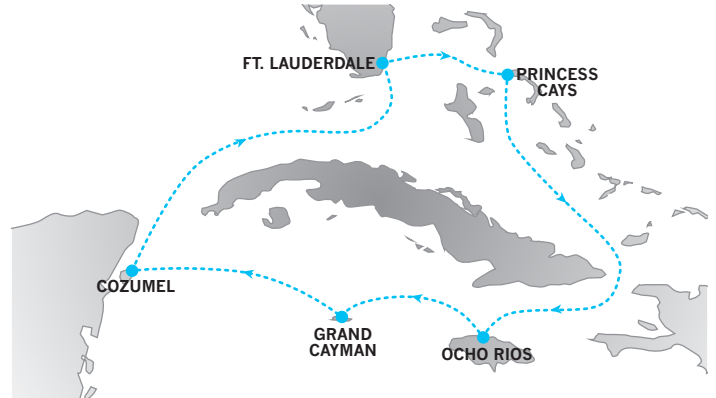 FT. LAUDERDALE
PRINCESS
CAYS
COZUMEL
GRAND
CAYMAN
OCHO RIOS